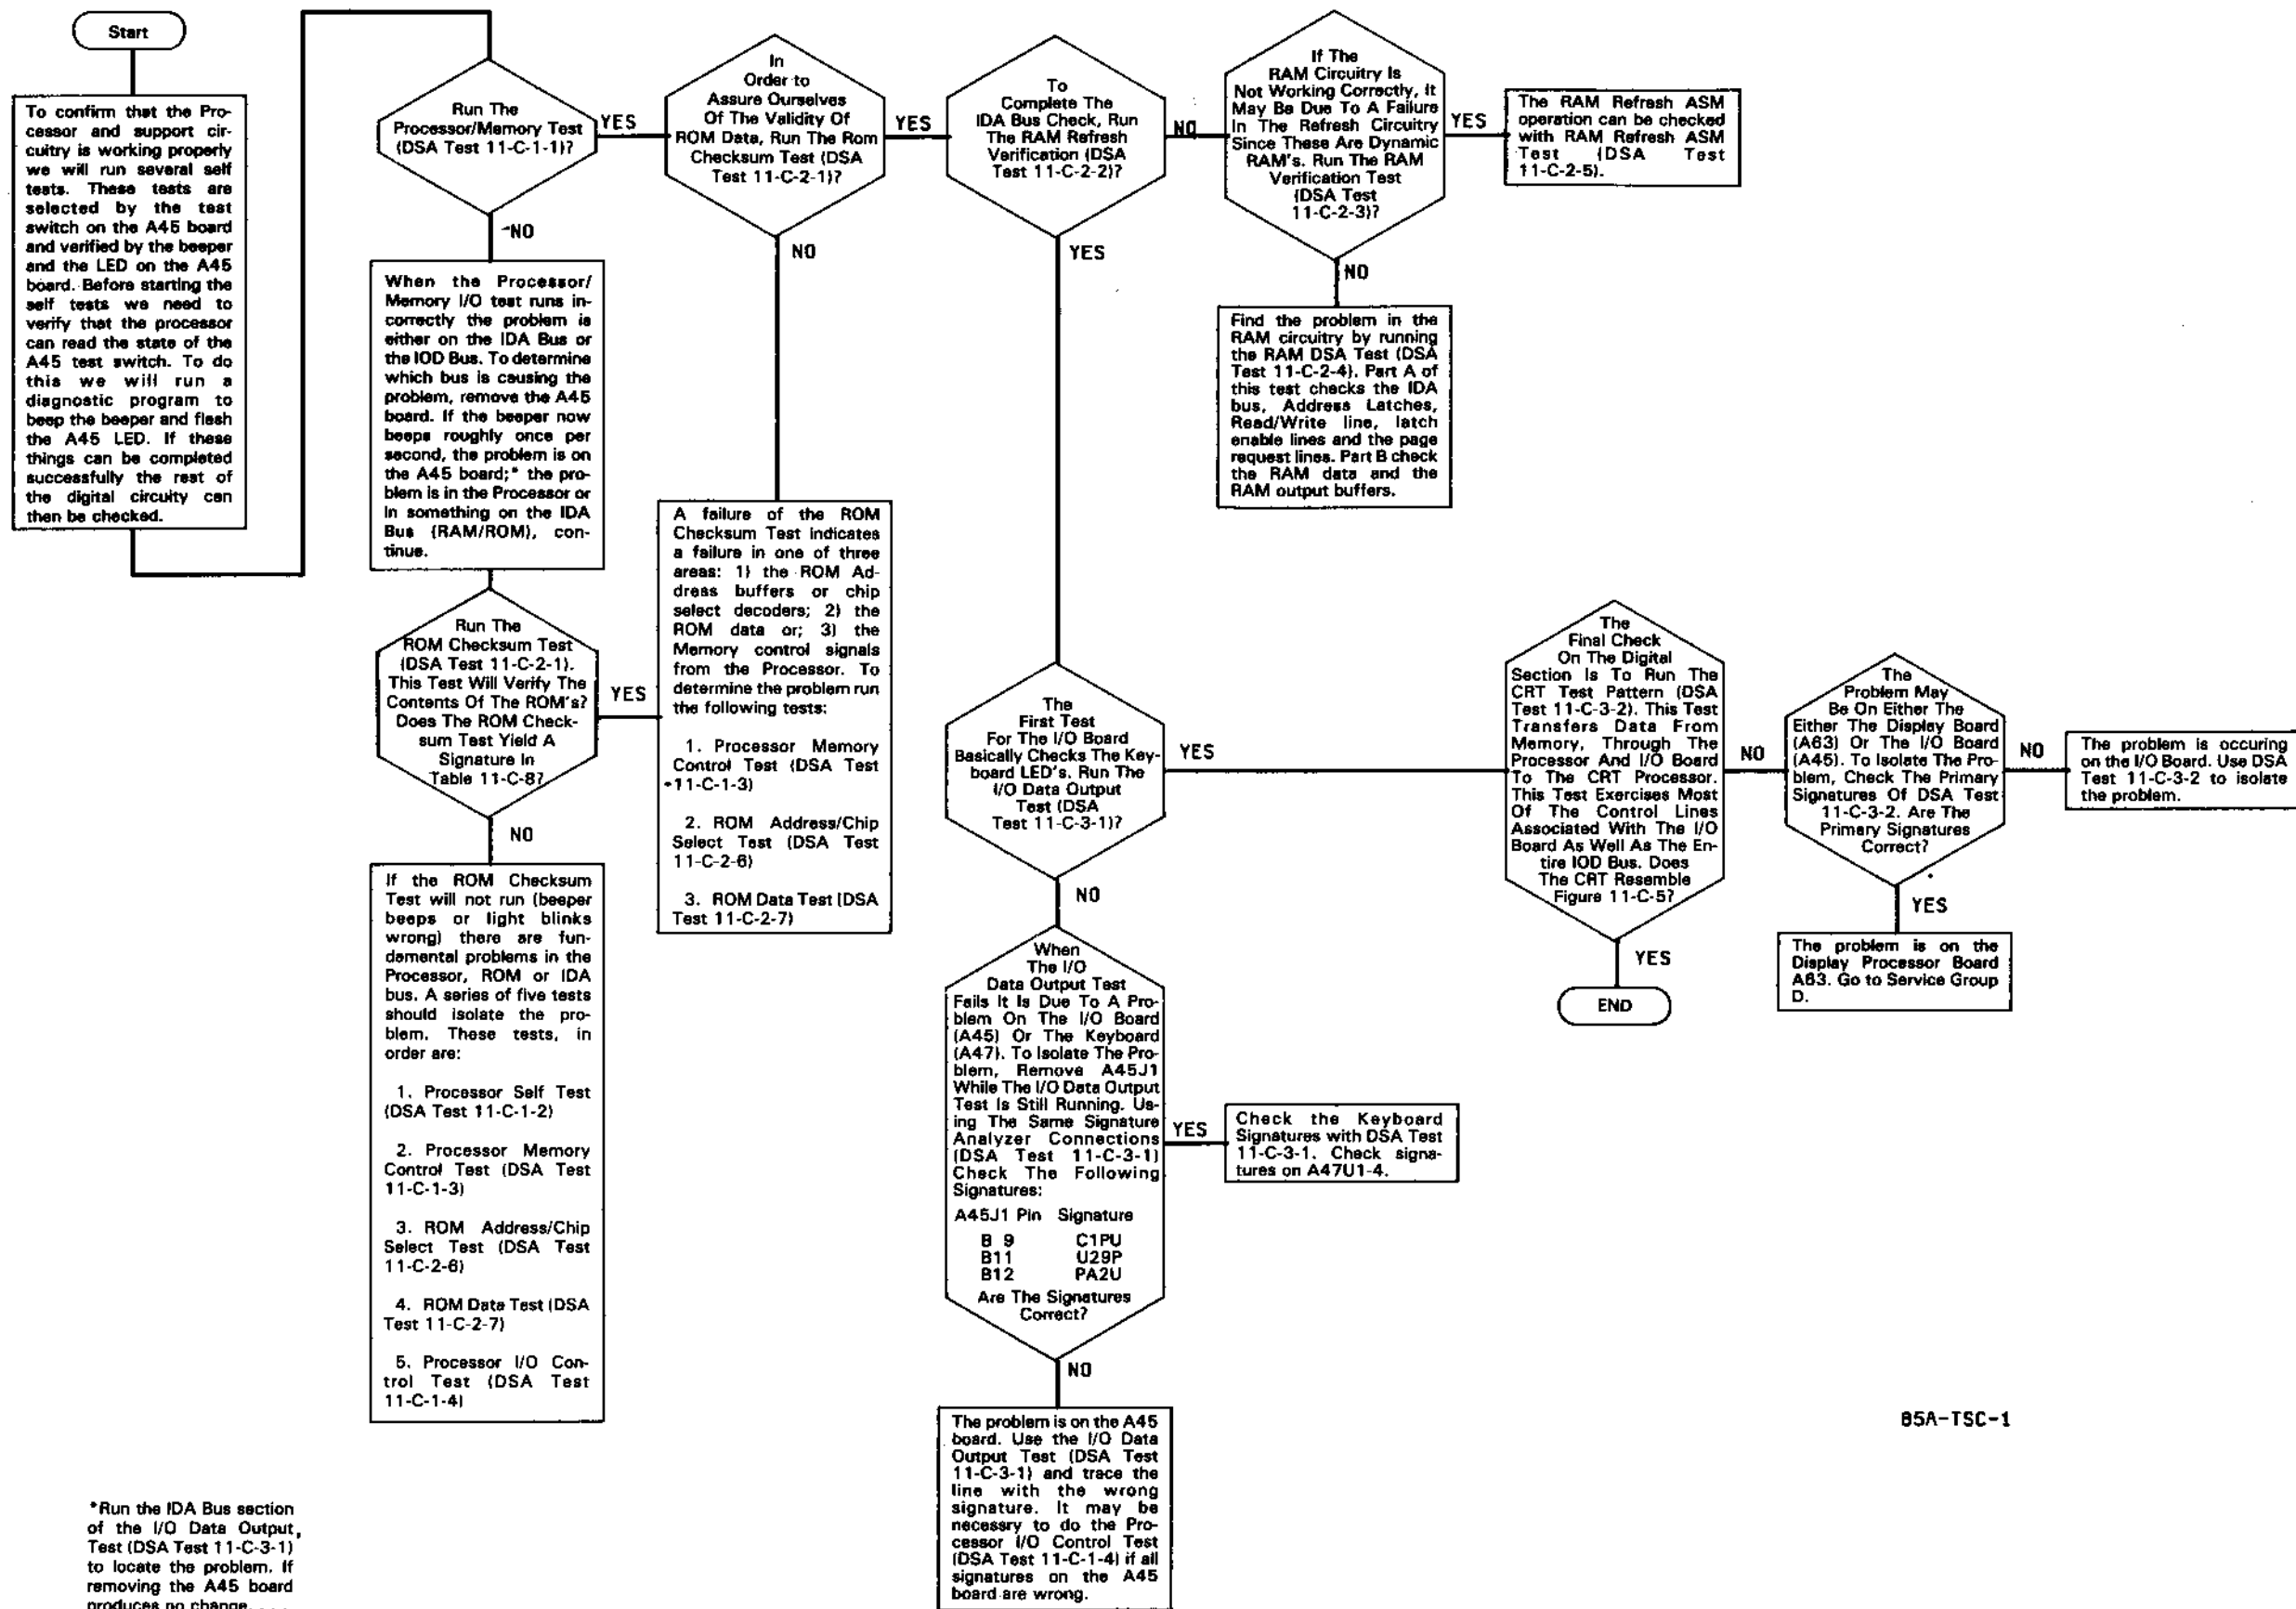 Start
To confirm that the Pro-
cessor and support cir-
cuitry is working properly
we will run several self
tests. These tests are
selected by the test
switch on the A45 board
and verified by the beeper
and the LED on the A45
board. Before starting the
self tests we need to
verify that the processor
can read the state of the
A45 test switch. To do
this we will run a
diagnostic program to
beep the beeper and flash
the A45 LED. If these
things can be completed
successfully the rest of
the digital circuity can
then be checked.
Run The
Processor/Memory Test
(DSA Test 11-C-1-1)?
YES
NO
When the Processor/
Memory I/O test runs in-
correctly the problem is
either on the IDA Bus or
the IOD Bus. To determine
which bus is causing the
problem, remove the A45
board. If the beeper now
beeps roughly once per
second, the problem is on
the A45 board;* the pro-
blem is in the Processor or
in something on the IDA
Bus (RAM/ROM), con-
tinue.
Run The
ROM Checksum Test
(DSA Test 11-C-2-1).
This Test Will Verify The
Contents Of The ROM's?
Does The ROM Check-
sum Test Yield A
Signature In
Table 11-C-8?
YES
NO
If the ROM Checksum
Test will not run (beeper
beeps or light blinks
wrong) there are fun-
damental problems in the
Processor, ROM or IDA
bus. A series of five tests
should isolate the pro-
blem. These tests, in
order are:
1. Processor Self Test
(DSA Test 11-C-1-2)
2. Processor Memory
Control Test (DSA Test
11-C-1-3)
3. ROM Address/Chip
Select Test (DSA Test
11-C-2-6)
4. ROM Data Test (DSA
Test 11-C-2-7)
5. Processor I/O Con-
trol Test (DSA Test
11-C-1-4)
In
Order to
Assure Ourselves
Of The Validity Of
ROM Data, Run The Rom
Checksum Test (DSA
Test 11-C-2-1)?
YES
NO
A failure of the ROM
Checksum Test indicates
a failure in one of three
areas: 1) the ROM Ad-
dress buffers or chip
select decoders; 2) the
ROM data or; 3) the
Memory control signals
from the Processor. To
determine the problem run
the following tests:
1. Processor Memory
Control Test (DSA Test
11-C-1-3)
2. ROM Address/Chip
Select Test (DSA Test
11-C-2-6)
3. ROM Data Test (DSA
Test 11-C-2-7)
To
Complete The
IDA Bus Check, Run
The RAM Refresh
Verification (DSA
Test 11-C-2-2)?
NO
YES
If The
RAM Circuitry Is
Not Working Correctly, It
May Be Due To A Failure
In The Refresh Circuitry
Since These Are Dynamic
RAM's. Run The RAM
Verification Test
(DSA Test
11-C-2-3)?
YES
NO
The RAM Refresh ASM
operation can be checked
with RAM Refresh ASM
Test (DSA Test
11-C-2-5).
Find the problem in the
RAM circuitry by running
the RAM DSA Test (DSA
Test 11-C-2-4). Part A of
this test checks the IDA
bus, Address Latches,
Read/Write line, latch
enable lines and the page
request lines. Part B check
the RAM data and the
RAM output buffers.
The
First Test
For The I/O Board
Basically Checks The Key-
board LED's. Run The
I/O Data Output
Test (DSA
Test 11-C-3-1)?
YES
NO
When
The I/O
Data Output Test
Fails It Is Due To A Pro-
blem On The I/O Board
(A45) Or The Keyboard
(A47). To Isolate The Pro-
blem, Remove A45J1
While The I/O Data Output
Test Is Still Running. Us-
ing The Same Signature
Analyzer Connections
(DSA Test 11-C-3-1)
Check The Following
Signatures:
A45J1 Pin Signature
B 9 C1PU
B11 U29P
B12 PA2U
Are The Signatures
Correct?
YES
NO
Check the Keyboard
Signatures with DSA Test
11-C-3-1. Check signa-
tures on A47U1-4.
The problem is on the A45
board. Use the I/O Data
Output Test (DSA Test
11-C-3-1) and trace the
line with the wrong
signature. It may be
necessry to do the Pro-
cessor I/O Control Test
(DSA Test 11-C-1-4) if all
signatures on the A45
board are wrong.
The
Final Check
On The Digital
Section Is To Run The
CRT Test Pattern (DSA
Test 11-C-3-2). This Test
Transfers Data From
Memory, Through The
Processor And I/O Board
To The CRT Processor.
This Test Exercises Most
Of The Control Lines
Associated With The I/O
Board As Well As The En-
tire IOD Bus. Does
The CRT Resemble
Figure 11-C-5?
NO
YES
END
The
Problem May
Be On Either The
Either The Display Board
(A63) Or The I/O Board
(A45). To Isolate The Pro-
blem, Check The Primary
Signatures Of DSA Test
11-C-3-2. Are The
Primary Signatures
Correct?
NO
YES
The problem is occuring
on the I/O Board. Use DSA
Test 11-C-3-2 to isolate
the problem.
The problem is on the
Display Processor Board
A63. Go to Service Group
D.
85A-TSC-1
*Run the IDA Bus section
of the I/O Data Output,
Test (DSA Test 11-C-3-1)
to locate the problem. If
removing the A45 board
produces no change. . . .